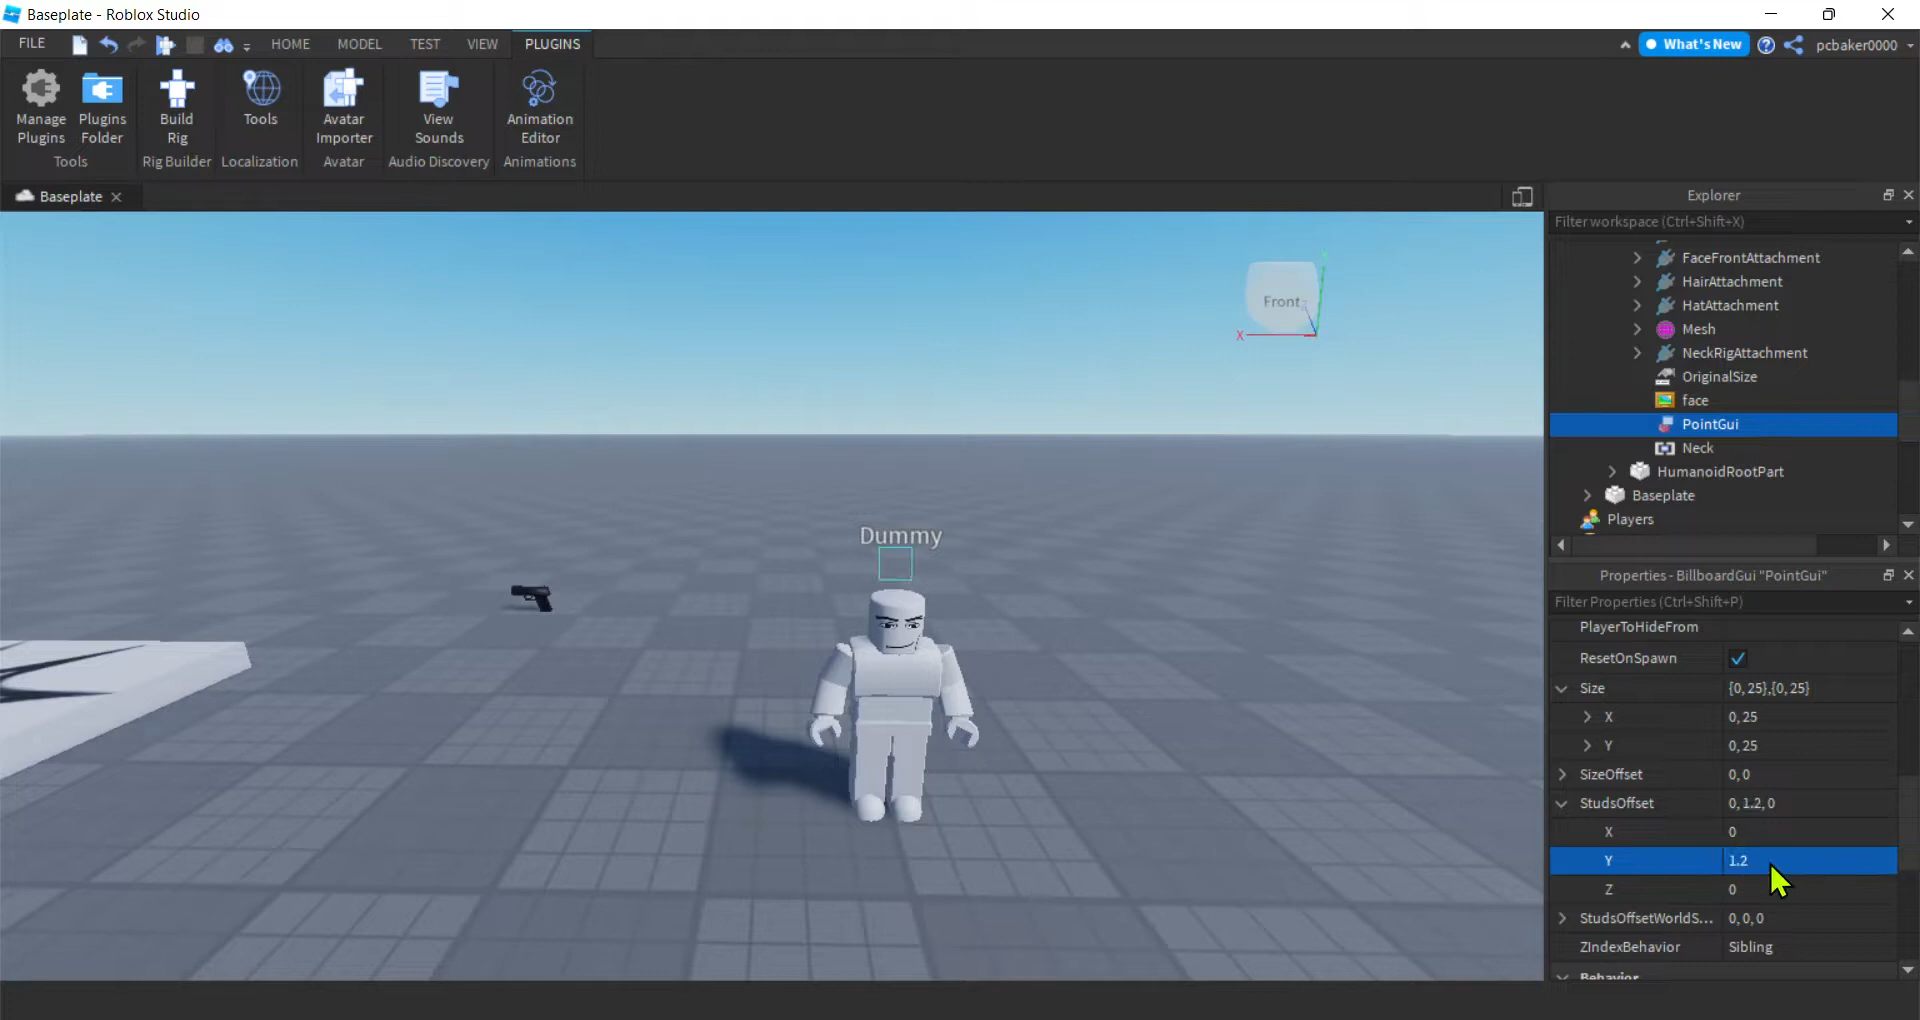 Baseplate - Roblox Studio
FILE HOME MODEL TEST VIEW PLUGINS What's New pcbaker0000
Manage Plugins
Plugins Folder
Tools
Build Rig
Rig Builder
Tools
Localization
Avatar Importer
Avatar
View Sounds
Audio Discovery
Animation Editor
Animations
Baseplate
Explorer
Filter workspace (Ctrl+Shift+X)
FaceFrontAttachment
HairAttachment
HatAttachment
Mesh
NeckRigAttachment
OriginalSize
face
PointGui
Neck
HumanoidRootPart
Baseplate
Players
Front
X
Dummy
Properties - BillboardGui "PointGui"
Filter Properties (Ctrl+Shift+P)
PlayerToHideFrom
ResetOnSpawn
Size {0, 25},{0, 25}
X 0, 25
Y 0, 25
SizeOffset 0, 0
StudsOffset 0, 1.2, 0
X 0
Y 1.2
Z 0
StudsOffsetWorldS... 0, 0, 0
ZIndexBehavior Sibling
Behavior